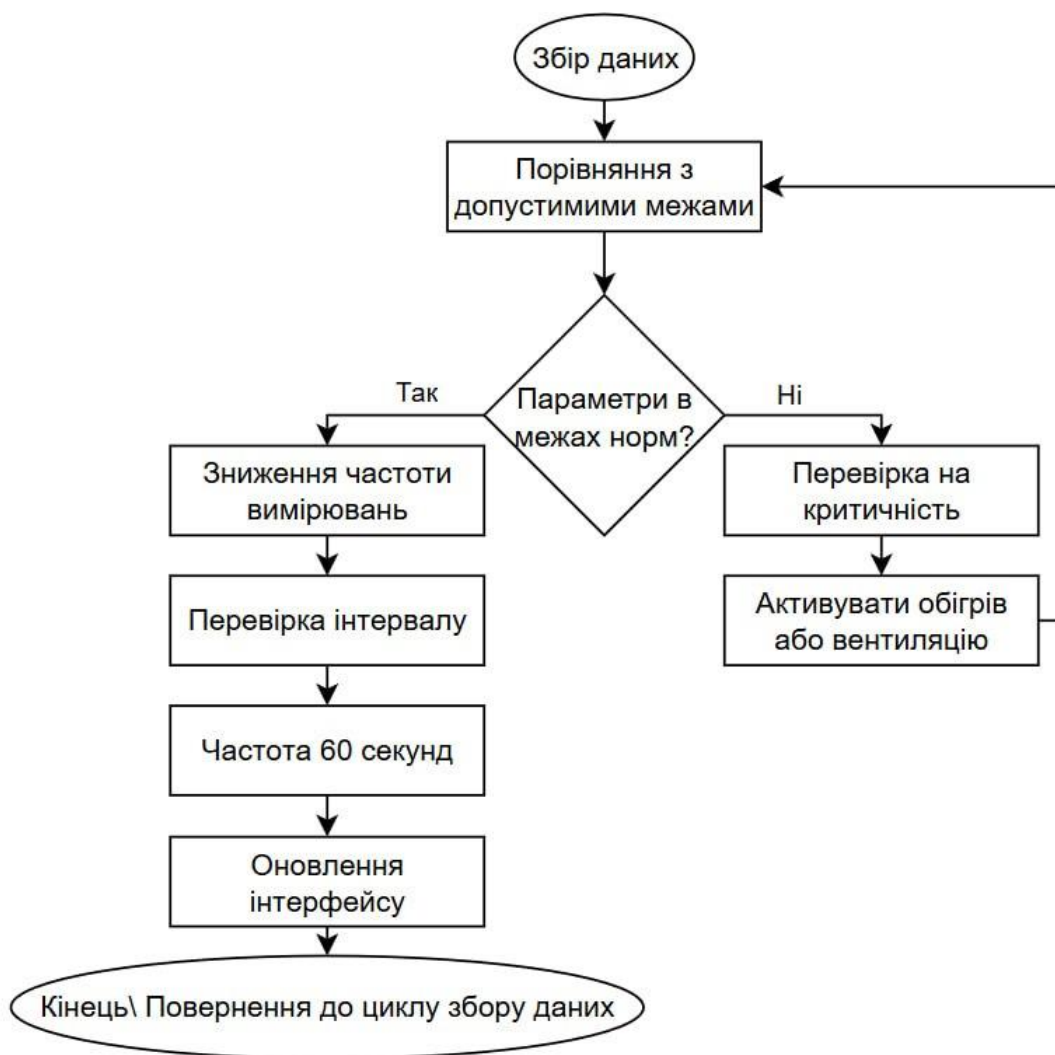 Збір даних
Порівняння з
допустимими межами
Так
Ні
Параметри в
межах норм?
Зниження частоти
вимірювань
Перевірка на
критичність
Перевірка інтервалу
Активувати обігрів
або вентиляцію
Частота 60 секунд
Оновлення
інтерфейсу
Кінець\ Повернення до циклу збору даних